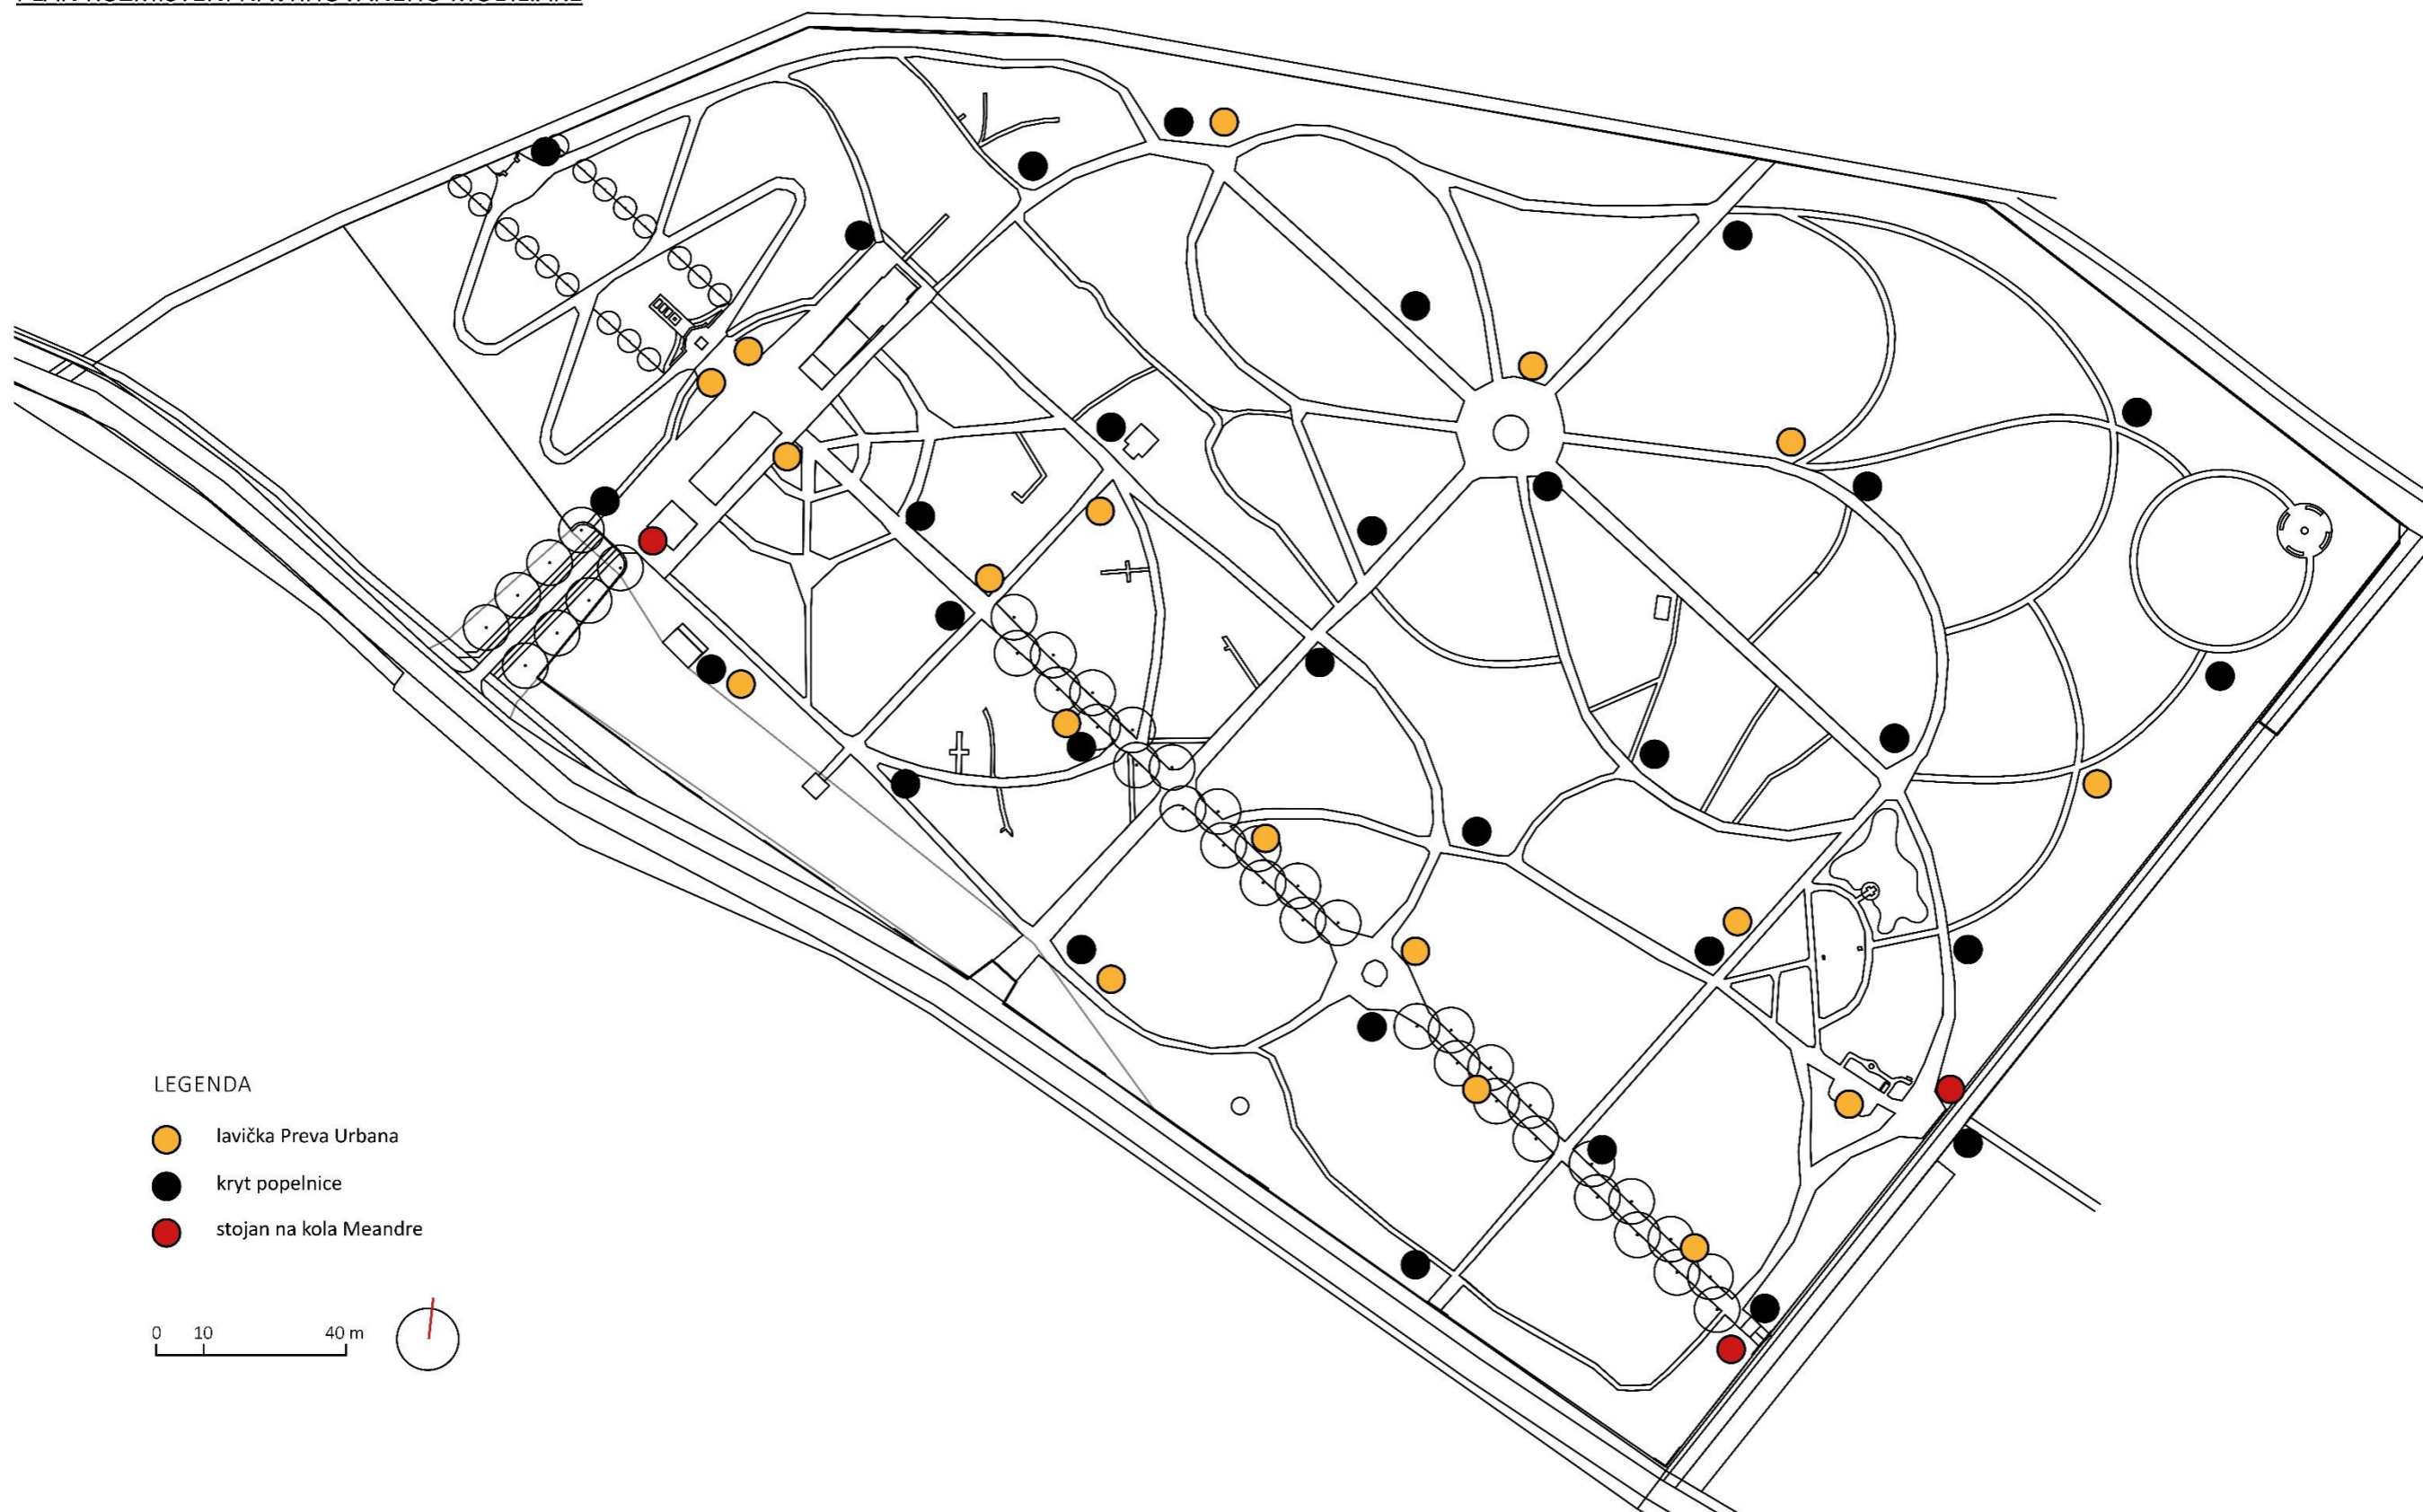 LEGENDA
lavička Preva Urbana
kryt popelnice
stojan na kola Meandre
0 10 40 m